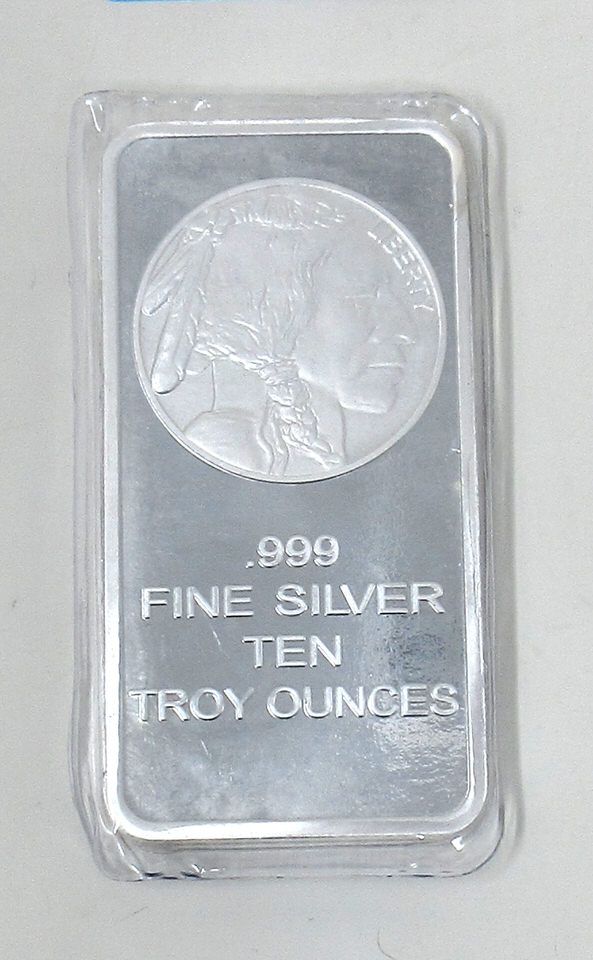 LIBERTY
.999
FINE SILVER
TEN
TROY OUNCES